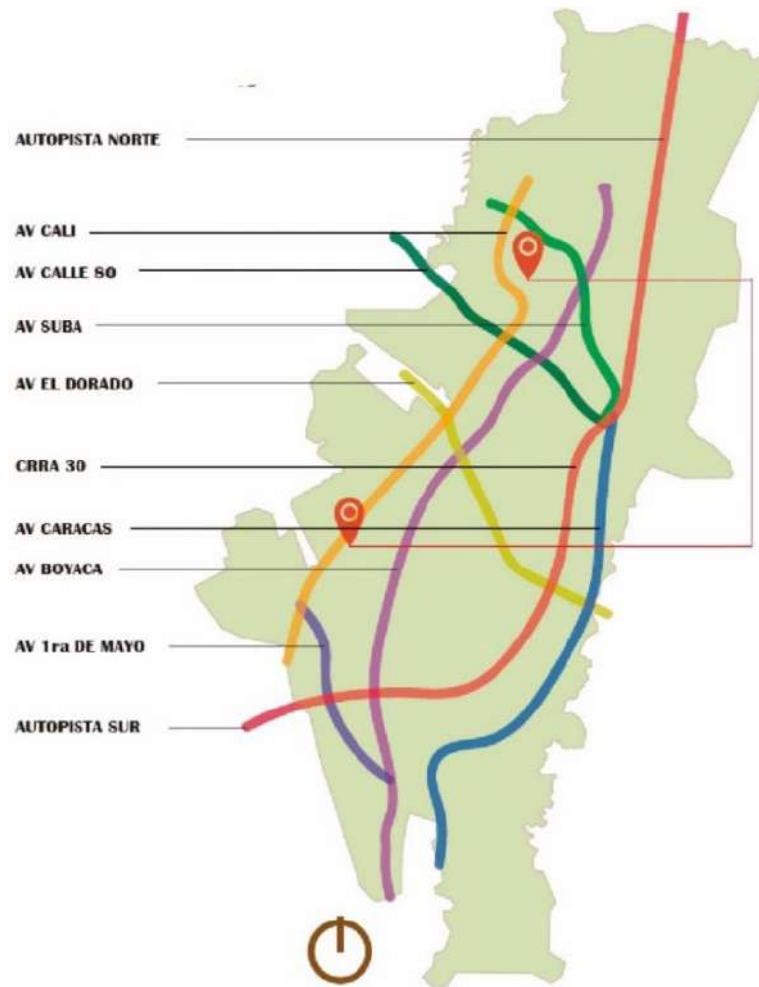 AUTOPISTA NORTE
AV CALI
AV CALLE 80
AV SUBA
AV EL DORADO
CRRA 30
AV CARACAS
AV BOYACA
AV 1ra DE MAYO
AUTOPISTA SUR